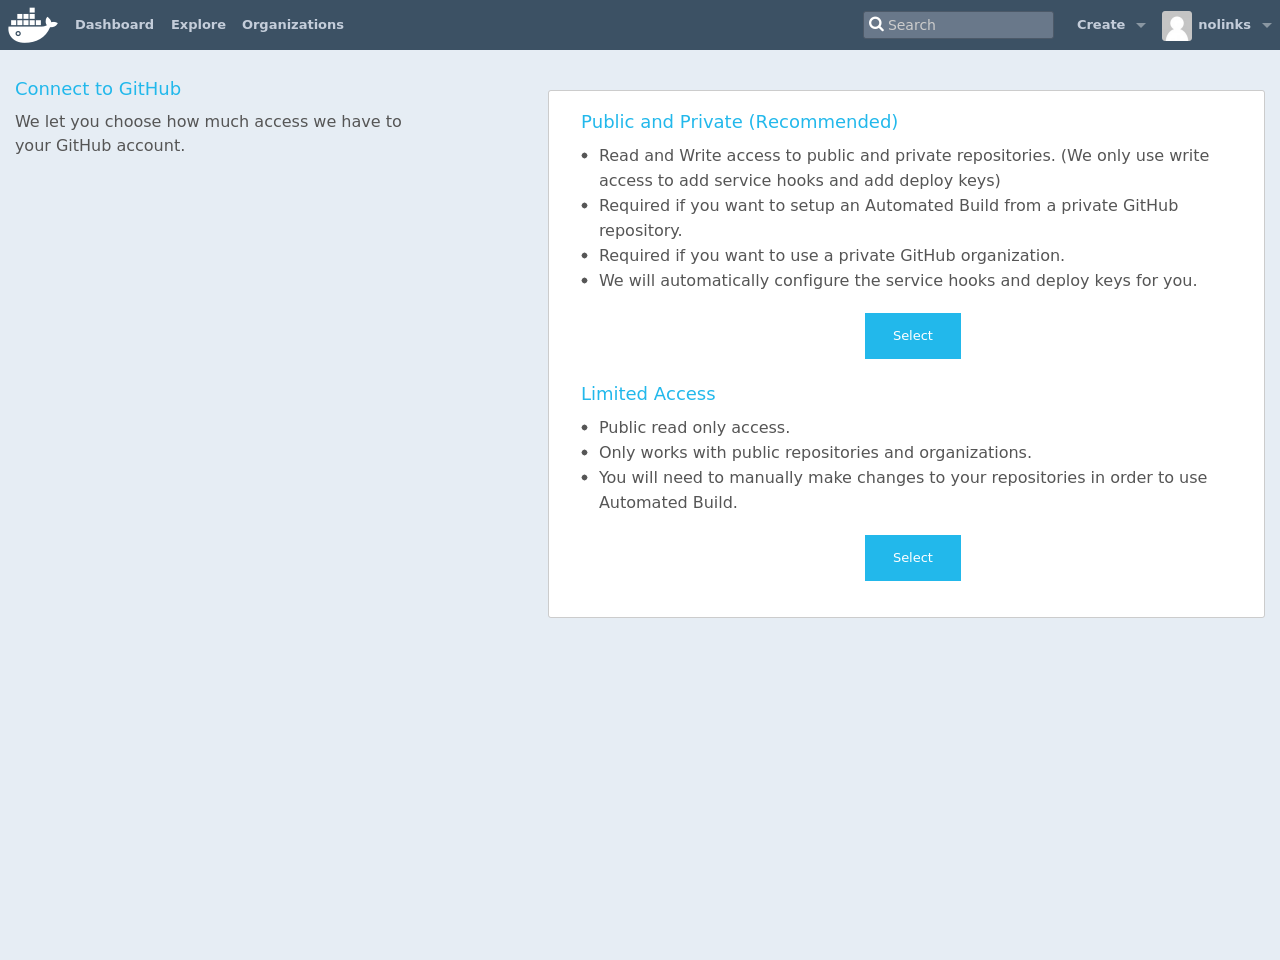 Dashboard Explore Organizations Search Create nolinks
Connect to GitHub
We let you choose how much access we have to
your GitHub account.
Public and Private (Recommended)
• Read and Write access to public and private repositories. (We only use write
access to add service hooks and add deploy keys)
• Required if you want to setup an Automated Build from a private GitHub
repository.
• Required if you want to use a private GitHub organization.
• We will automatically configure the service hooks and deploy keys for you.
Select
Limited Access
• Public read only access.
• Only works with public repositories and organizations.
• You will need to manually make changes to your repositories in order to use
Automated Build.
Select